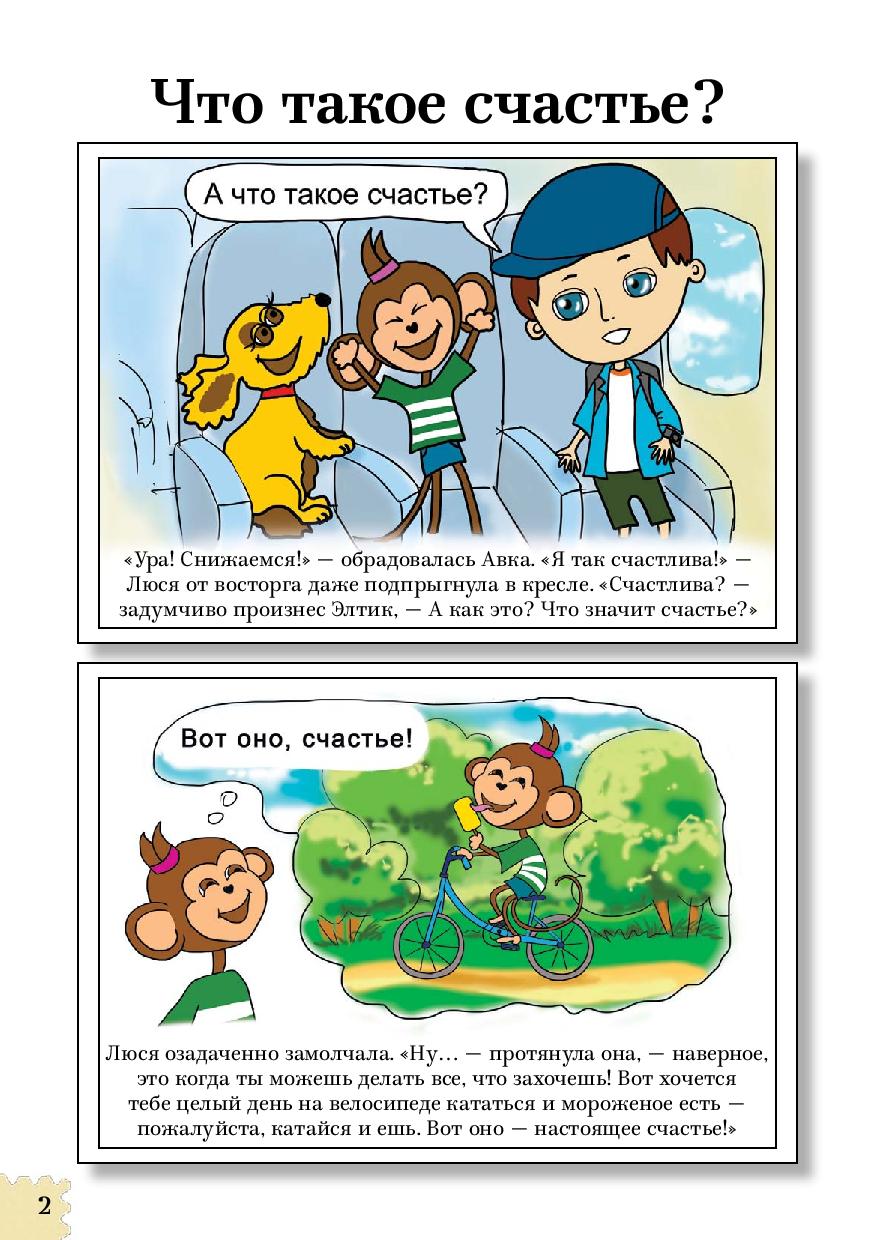 Что такое счастье?
А что такое счастье?
«Ура! Снижаемся!» — обрадовалась Авка. «Я так счастлива!» —
Люся от восторга даже подпрыгнула в кресле. «Счастлива? —
задумчиво произнес Элтик, — А как это? Что значит счастье?»
Вот оно, счастье!
Люся озадаченно замолчала. «Ну… — протянула она, — наверное,
это когда ты можешь делать все, что захочешь! Вот хочется
тебе целый день на велосипеде кататься и мороженое есть —
пожалуйста, катайся и ешь. Вот оно — настоящее счастье!»
2